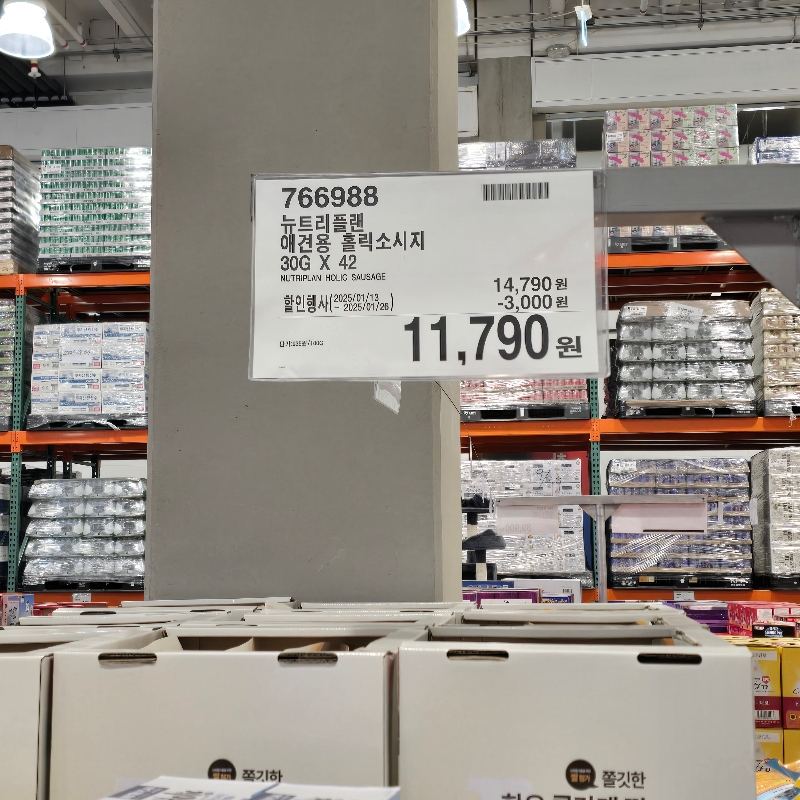 766988
뉴트리플랜
애견용 홀릭소시지
30G X 42
NUTRIPLAN HOLIC SAUSAGE
14,790 원
할인행사(2025/01/13
~ 2025/01/26)
-3,000 원
11,790 원
쫄깃한
쫄깃한